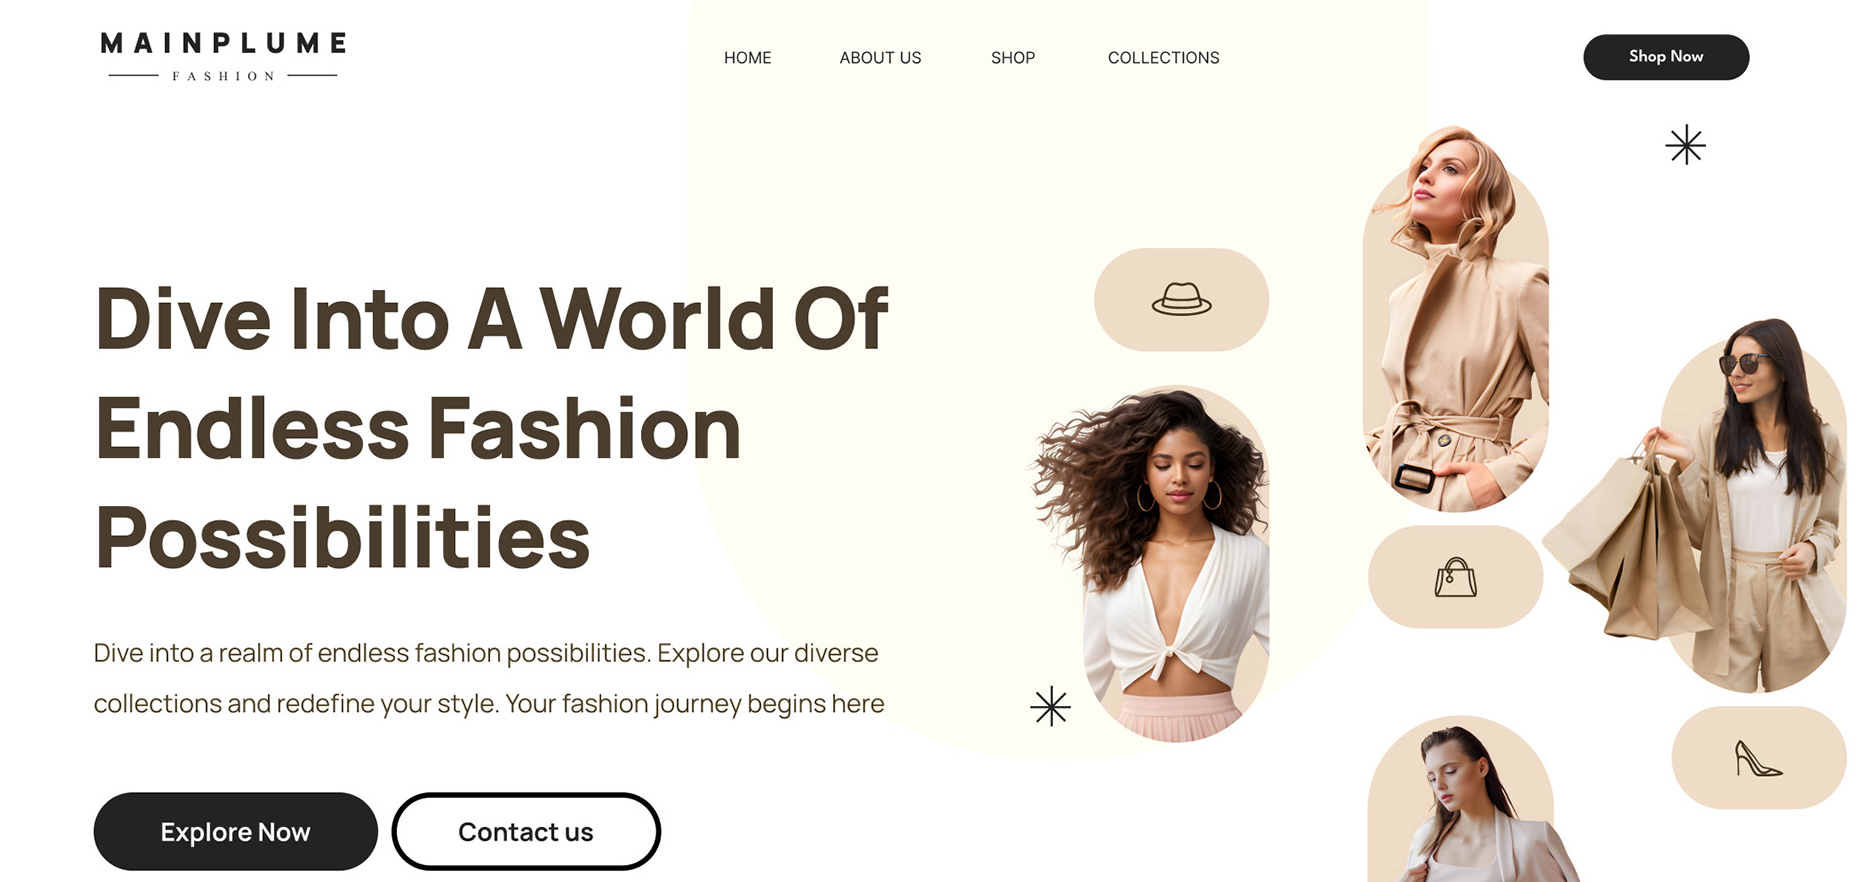 MAINPLUME
FASHION
HOME
ABOUT US
SHOP
COLLECTIONS
Shop Now
Dive Into A World Of
Endless Fashion
Possibilities
Dive into a realm of endless fashion possibilities. Explore our diverse
collections and redefine your style. Your fashion journey begins here
Explore Now
Contact us